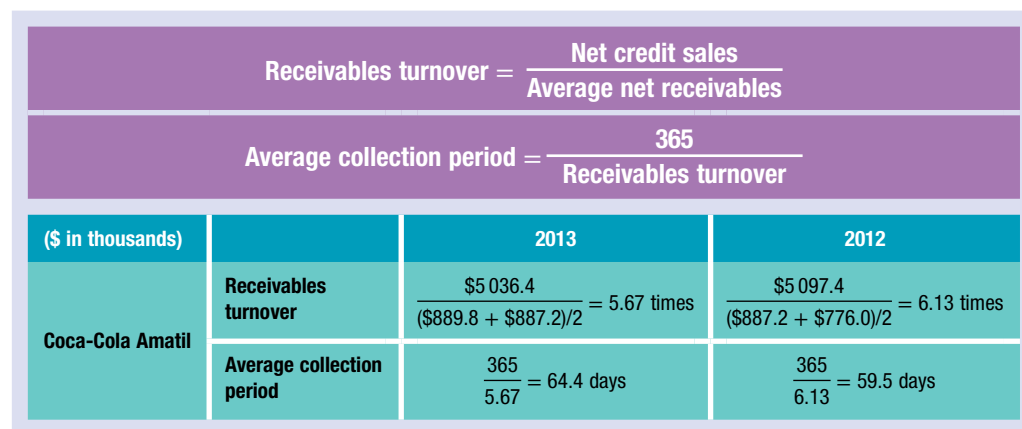 Receivables turnover = Net credit sales / Average net receivables
Average collection period = 365 / Receivables turnover
($ in thousands) 2013 2012
Coca-Cola Amatil
Receivables turnover $5 036.4 / ($889.8 + $887.2)/2 = 5.67 times $5 097.4 / ($887.2 + $776.0)/2 = 6.13 times
Average collection period 365 / 5.67 = 64.4 days 365 / 6.13 = 59.5 days